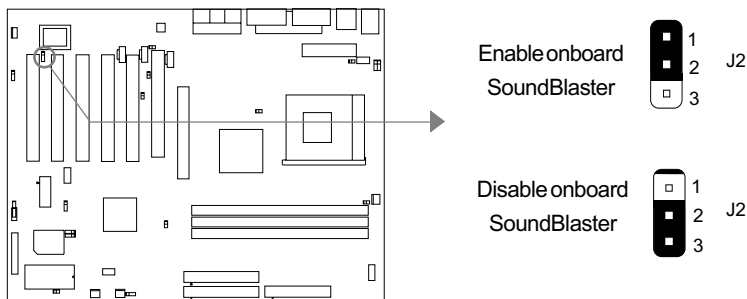 Enable onboard
SoundBlaster
1
2
3
J2
Disable onboard
SoundBlaster
1
2
3
J2